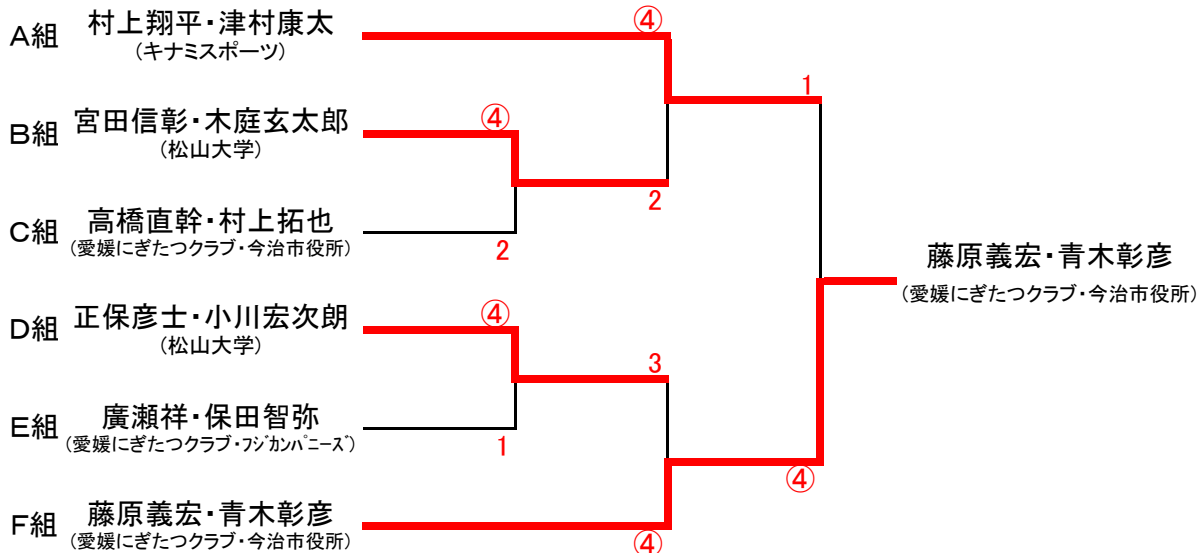 A組 村上翔平・津村康太
(キナミスポーツ)
④
1
B組 宮田信彰・木庭玄太郎
(松山大学)
④
2
C組 高橋直幹・村上拓也
(愛媛にぎたつクラブ・今治市役所)
2
藤原義宏・青木彰彦
(愛媛にぎたつクラブ・今治市役所)
D組 正保彦士・小川宏次朗
(松山大学)
④
3
E組 廣瀬祥・保田智弥
(愛媛にぎたつクラブ・フジカンパニーズ)
1
④
F組 藤原義宏・青木彰彦
(愛媛にぎたつクラブ・今治市役所)
④